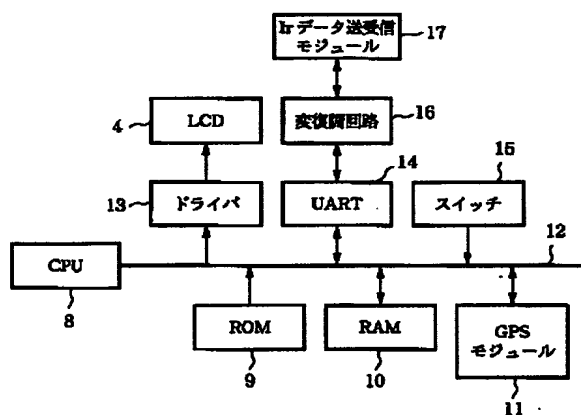 Irデータ送受信
モジュール
17
LCD
4
変復調回路
16
ドライバ
13
UART
14
スイッチ
15
12
CPU
8
ROM
9
RAM
10
GPS
モジュール
11